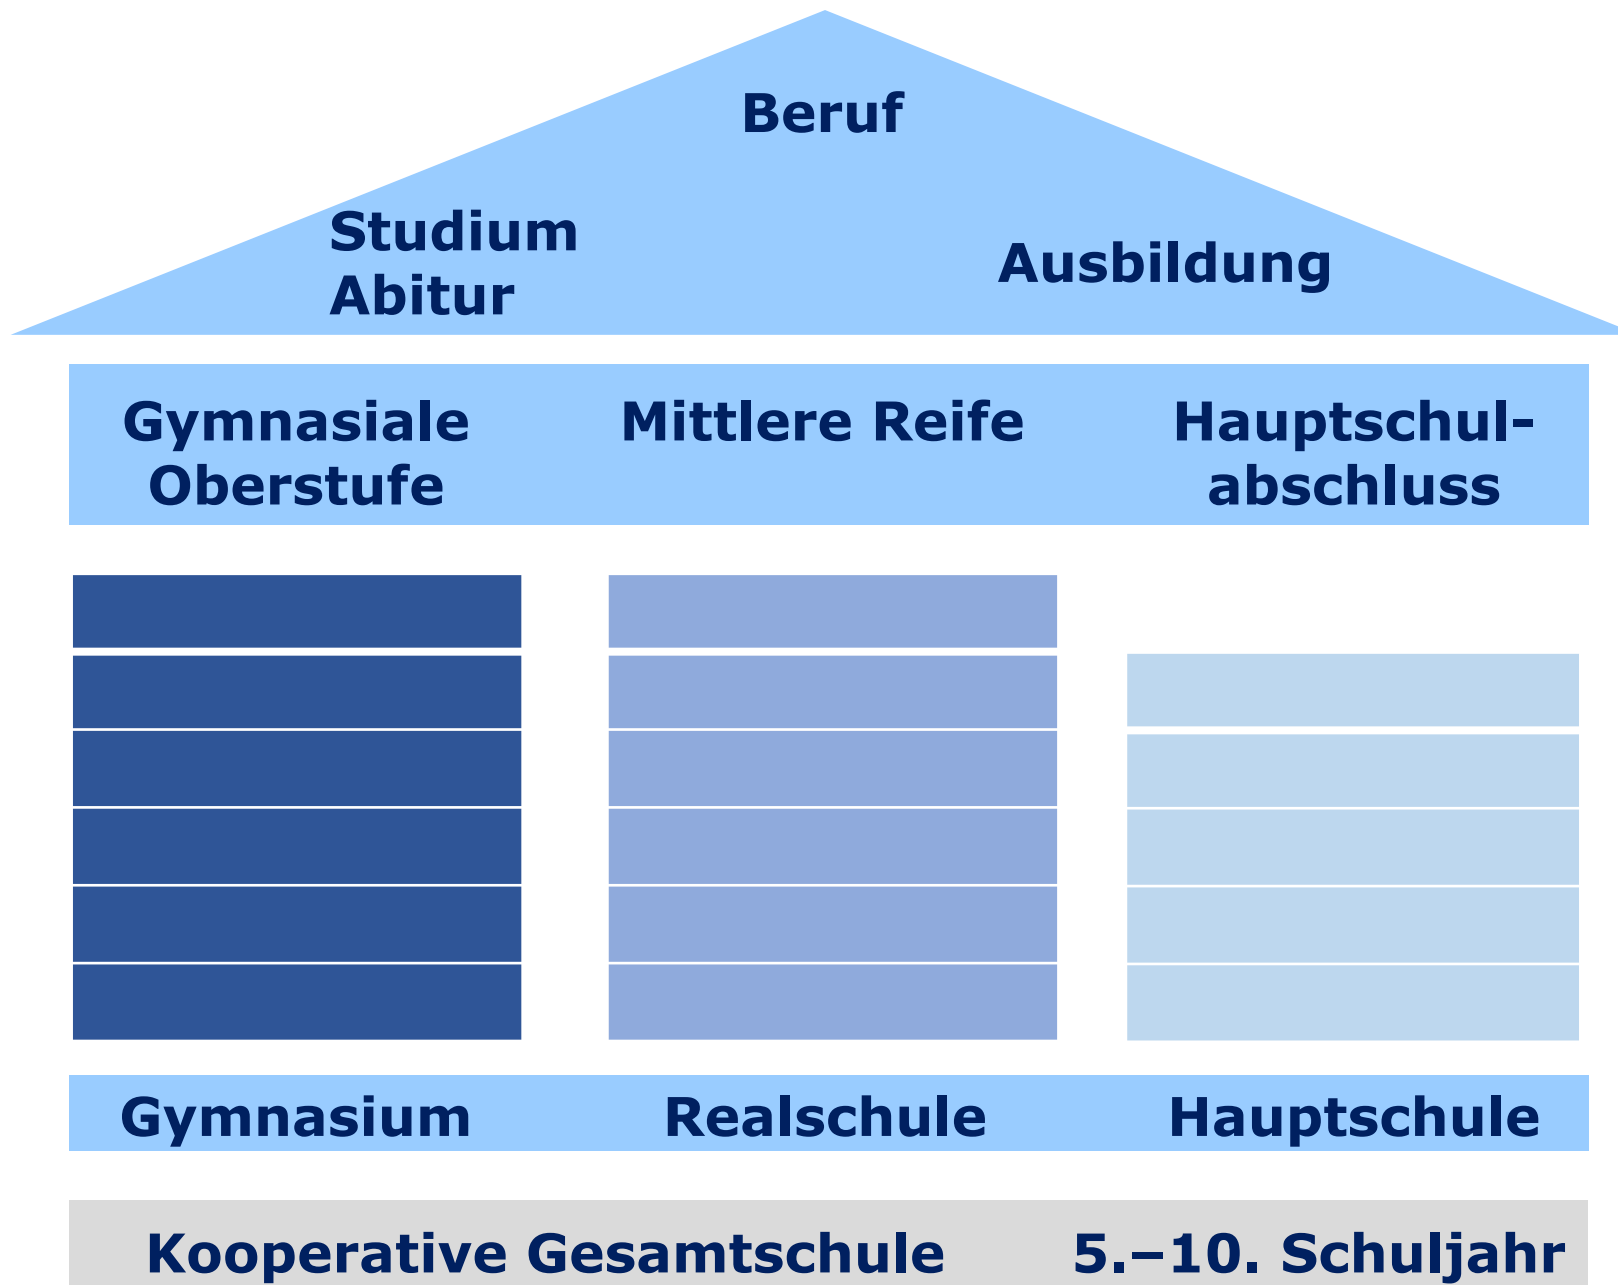 Beruf
Studium
Abitur
Ausbildung
Gymnasiale
Oberstufe
Mittlere Reife
Hauptschul-
abschluss
Gymnasium
Realschule
Hauptschule
Kooperative Gesamtschule
5.–10. Schuljahr